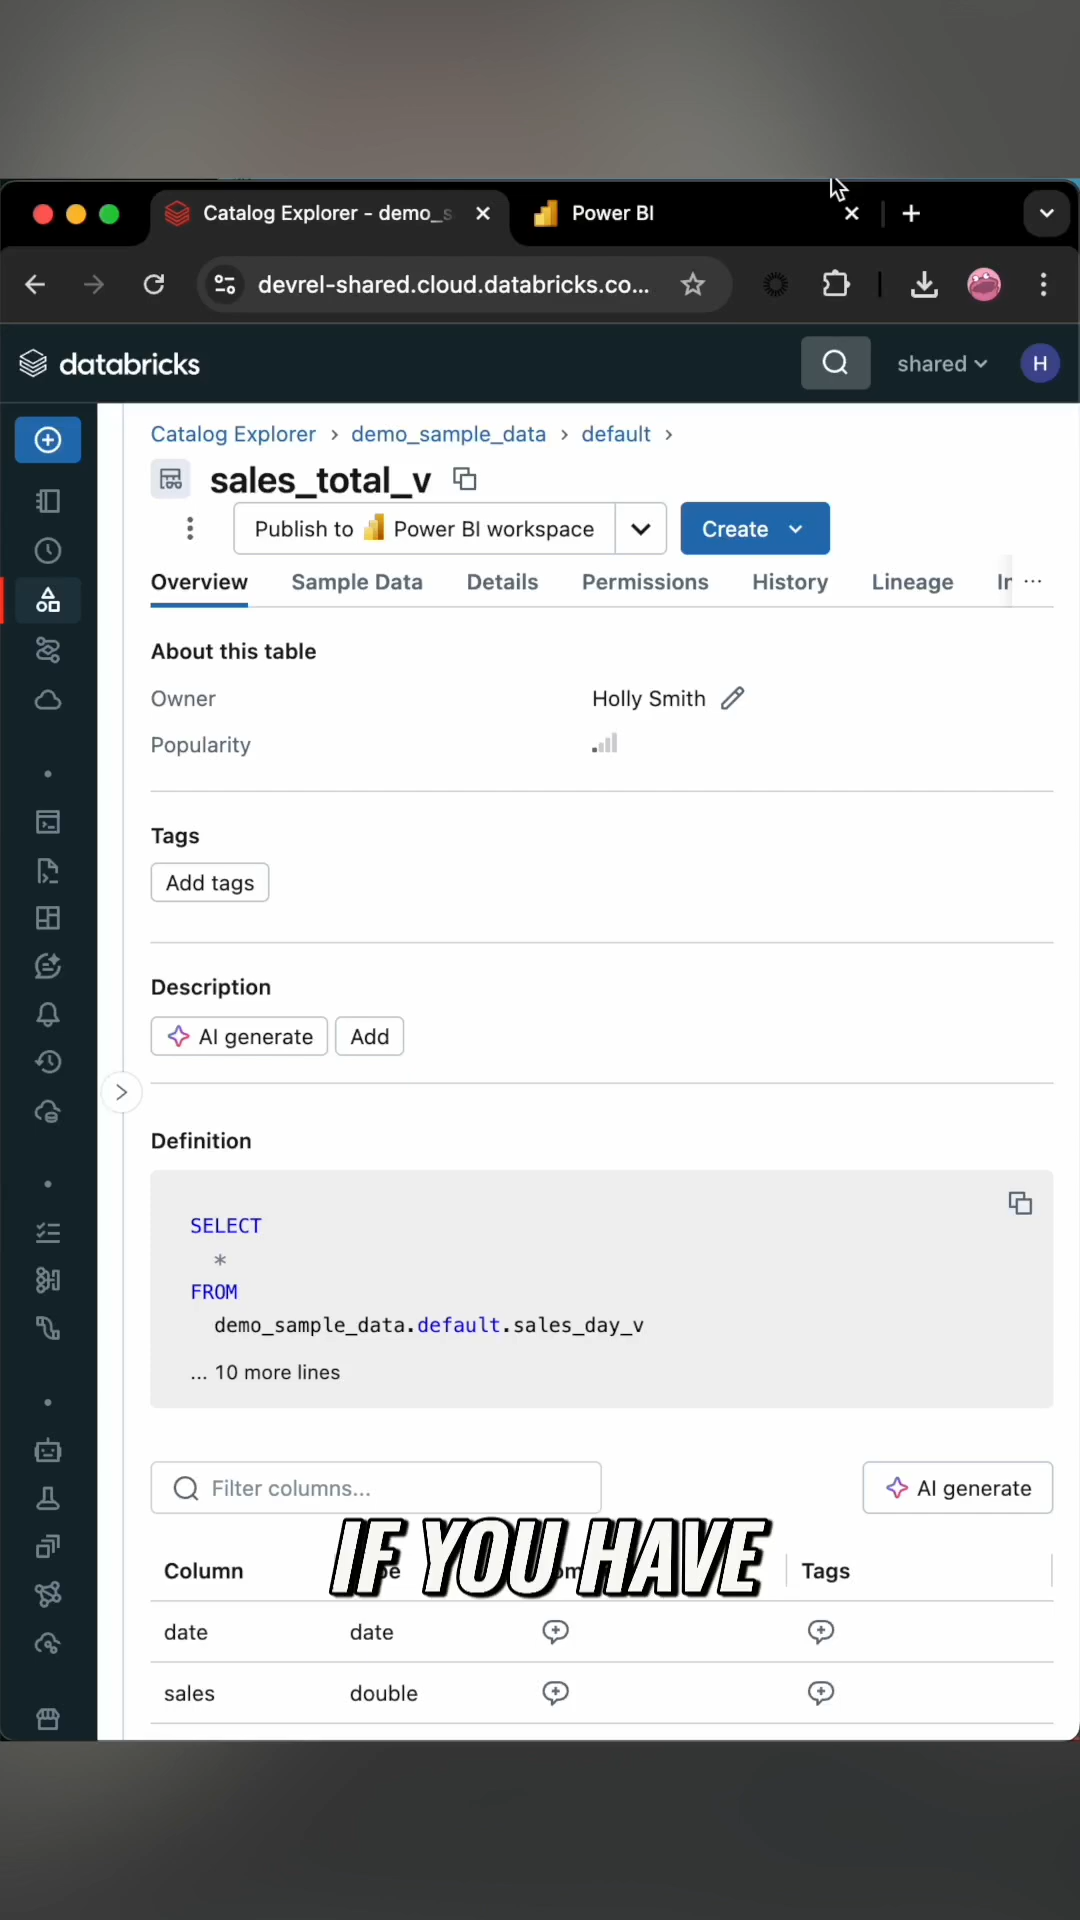 Catalog Explorer - demo_s
Power BI
devrel-shared.cloud.databricks.co...
databricks
shared
H
Catalog Explorer > demo_sample_data > default >
sales_total_v
Publish to Power BI workspace
Create
Overview Sample Data Details Permissions History Lineage In ...
About this table
Owner Holly Smith
Popularity
Tags
Add tags
Description
AI generate Add
Definition
SELECT
*
FROM
demo_sample_data.default.sales_day_v
... 10 more lines
Filter columns... AI generate
IF YOU HAVE
Column Tags
date date
sales double